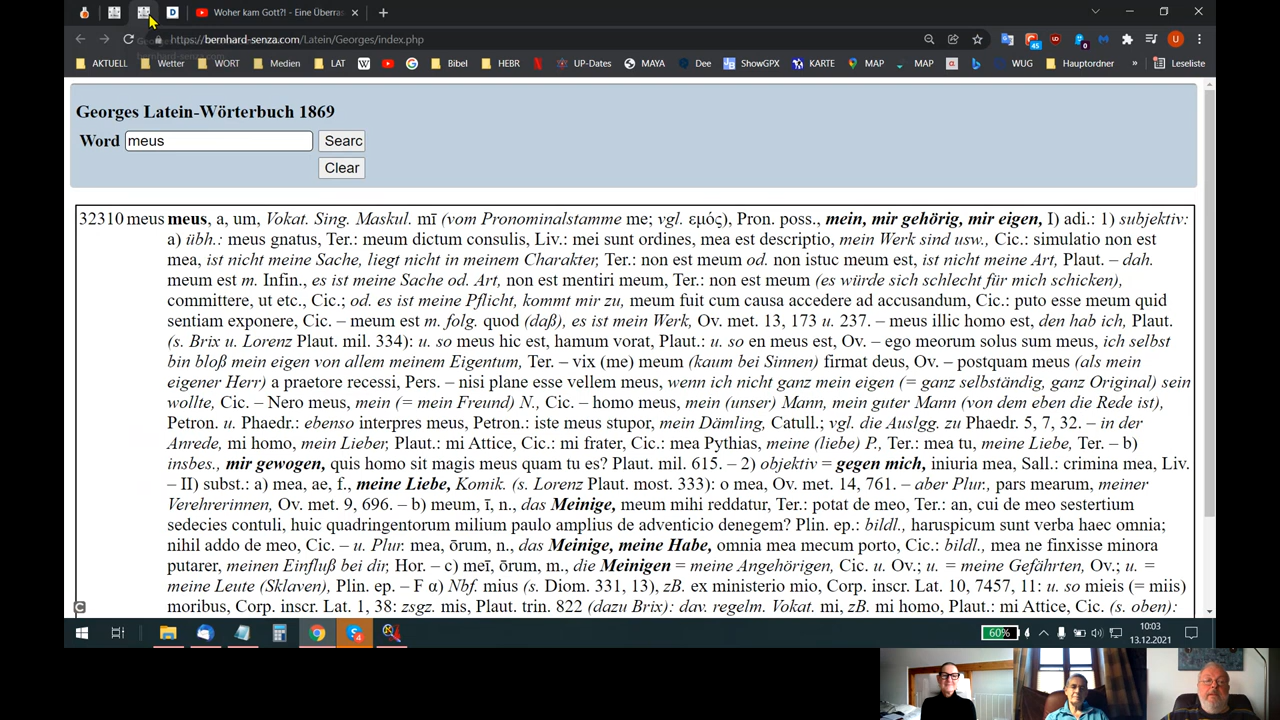 Woher kam Gott?! - Eine Überras
https://bernhard-senza.com/Latein/Georges/index.php
45
0
U
AKTUELL Wetter WORT Medien LAT Bibel HEBR UP-Dates MAYA Dee ShowGPX KARTE MAP MAP WUG Hauptordner » Leseliste
Georges Latein-Wörterbuch 1869
Word meus Searc
Clear
32310 meus meus, a, um, Vokat. Sing. Maskul. mī (vom Pronominalstamme me; vgl. εμός), Pron. poss., mein, mir gehörig, mir eigen, I) adi.: 1) subjektiv:
a) übh.: meus gnatus, Ter.: meum dictum consulis, Liv.: mei sunt ordines, mea est descriptio, mein Werk sind usw., Cic.: simulatio non est
mea, ist nicht meine Sache, liegt nicht in meinem Charakter, Ter.: non est meum od. non istuc meum est, ist nicht meine Art, Plaut. – dah.
meum est m. Infin., es ist meine Sache od. Art, non est mentiri meum, Ter.: non est meum (es würde sich schlecht für mich schicken),
committere, ut etc., Cic.; od. es ist meine Pflicht, kommt mir zu, meum fuit cum causa accedere ad accusandum, Cic.: puto esse meum quid
sentiam exponere, Cic. – meum est m. folg. quod (daß), es ist mein Werk, Ov. met. 13, 173 u. 237. – meus illic homo est, den hab ich, Plaut.
(s. Brix u. Lorenz Plaut. mil. 334): u. so meus hic est, hamum vorat, Plaut.: u. so en meus est, Ov. – ego meorum solus sum meus, ich selbst
bin bloß mein eigen von allem meinem Eigentum, Ter. – vix (me) meum (kaum bei Sinnen) firmat deus, Ov. – postquam meus (als mein
eigener Herr) a praetore recessi, Pers. – nisi plane esse vellem meus, wenn ich nicht ganz mein eigen (= ganz selbständig, ganz Original) sein
wollte, Cic. – Nero meus, mein (= mein Freund) N., Cic. – homo meus, mein (unser) Mann, mein guter Mann (von dem eben die Rede ist),
Petron. u. Phaedr.: ebenso interpres meus, Petron.: iste meus stupor, mein Dämling, Catull.; vgl. die Auslgg. zu Phaedr. 5, 7, 32. – in der
Anrede, mi homo, mein Lieber, Plaut.: mi Attice, Cic.: mi frater, Cic.: mea Pythias, meine (liebe) P., Ter.: mea tu, meine Liebe, Ter. – b)
insbes., mir gewogen, quis homo sit magis meus quam tu es? Plaut. mil. 615. – 2) objektiv = gegen mich, iniuria mea, Sall.: crimina mea, Liv.
– II) subst.: a) mea, ae, f., meine Liebe, Komik. (s. Lorenz Plaut. most. 333): o mea, Ov. met. 14, 761. – aber Plur., pars mearum, meiner
Verehrerinnen, Ov. met. 9, 696. – b) meum, ī, n., das Meinige, meum mihi reddatur, Ter.: potat de meo, Ter.: an, cui de meo sestertium
sedecies contuli, huic quadringentorum milium paulo amplius de adventicio denegem? Plin. ep.: bildl., haruspicum sunt verba haec omnia;
nihil addo de meo, Cic. – u. Plur. mea, ōrum, n., das Meinige, meine Habe, omnia mea mecum porto, Cic.: bildl., mea ne finxisse minora
putarer, meinen Einfluß bei dir, Hor. – c) meī, ōrum, m., die Meinigen = meine Angehörigen, Cic. u. Ov.; u. = meine Gefährten, Ov.; u. =
meine Leute (Sklaven), Plin. ep. – F α) Nbf. mius (s. Diom. 331, 13), zB. ex ministerio mio, Corp. inscr. Lat. 10, 7457, 11: u. so mieis (= miis)
moribus, Corp. inscr. Lat. 1, 38: zsgz. mis, Plaut. trin. 822 (dazu Brix): dav. regelm. Vokat. mi, zB. mi homo, Plaut.: mi Attice, Cic. (s. oben):
60%
10:03
13.12.2021